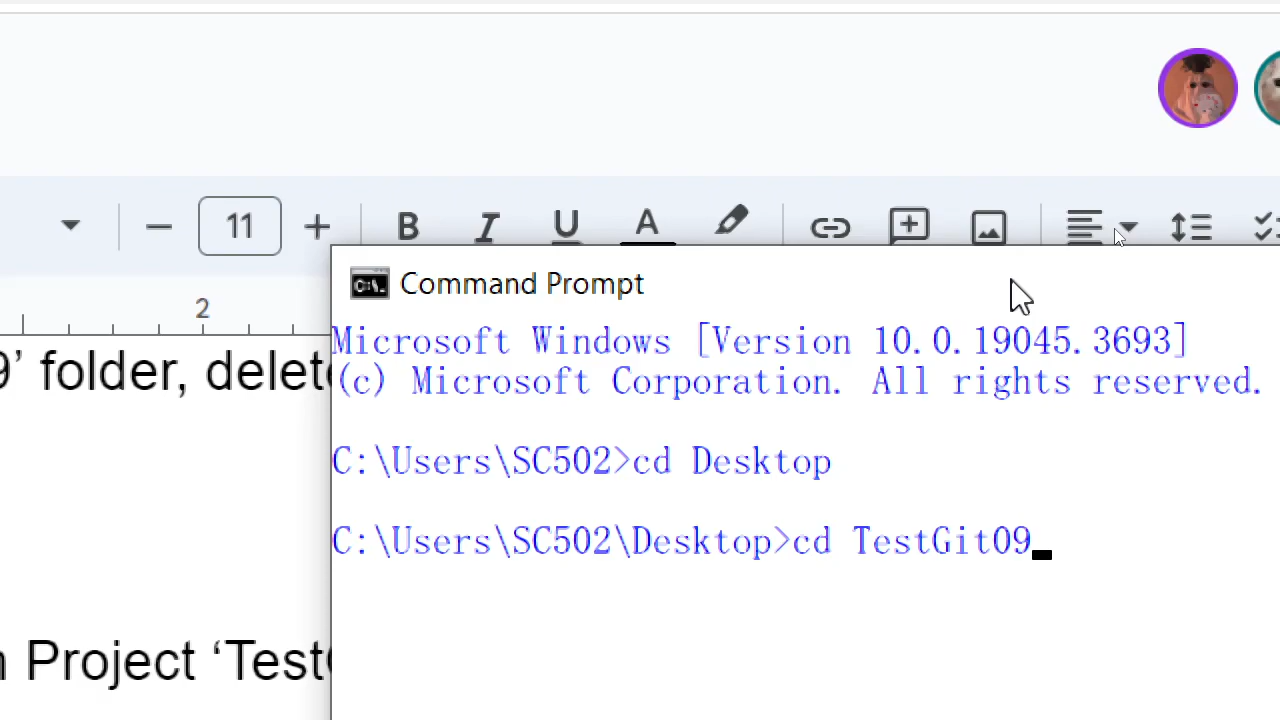 11
B I U A
2
9’ folder, delete
Project ‘Test
Command Prompt
Microsoft Windows [Version 10.0.19045.3693]
(c) Microsoft Corporation. All rights reserved.
C:\Users\SC502>cd Desktop
C:\Users\SC502\Desktop>cd TestGit09